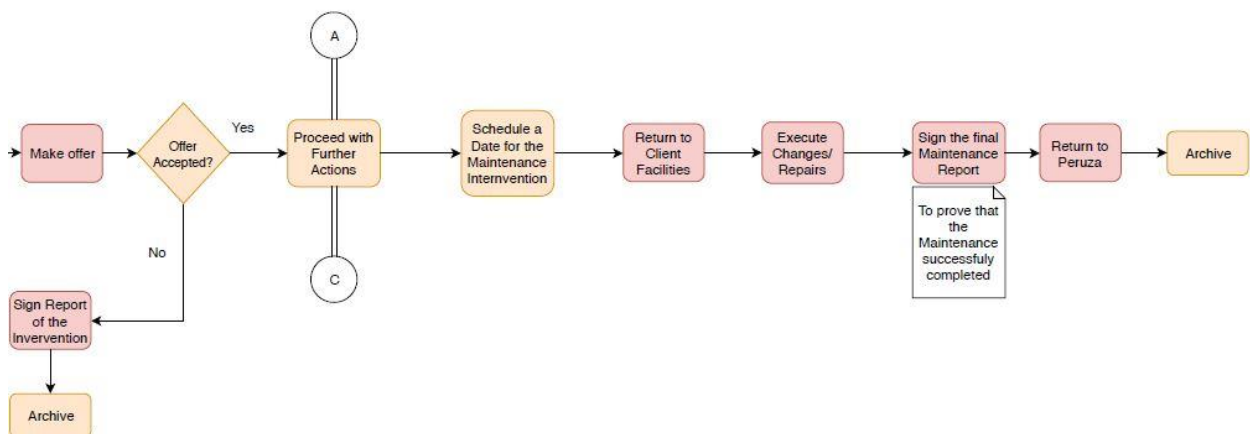 A
Make offer
Offer
Accepted?
Yes
Proceed with
Further
Actions
Schedule a
Date for the
Maintenance
Internvention
Return to
Client
Facilities
Execute
Changes/
Repairs
Sign the final
Maintenance
Report
Return to
Peruza
Archive
To prove that
the
Maintenance
successfuly
completed
No
C
Sign Report
of the
Invervention
Archive